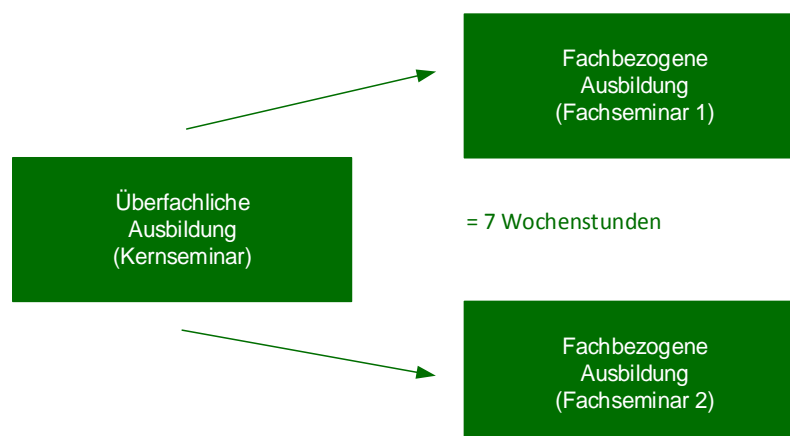 Fachbezogene
Ausbildung
(Fachseminar 1)
Überfachliche
Ausbildung
(Kernseminar)
= 7 Wochenstunden
Fachbezogene
Ausbildung
(Fachseminar 2)